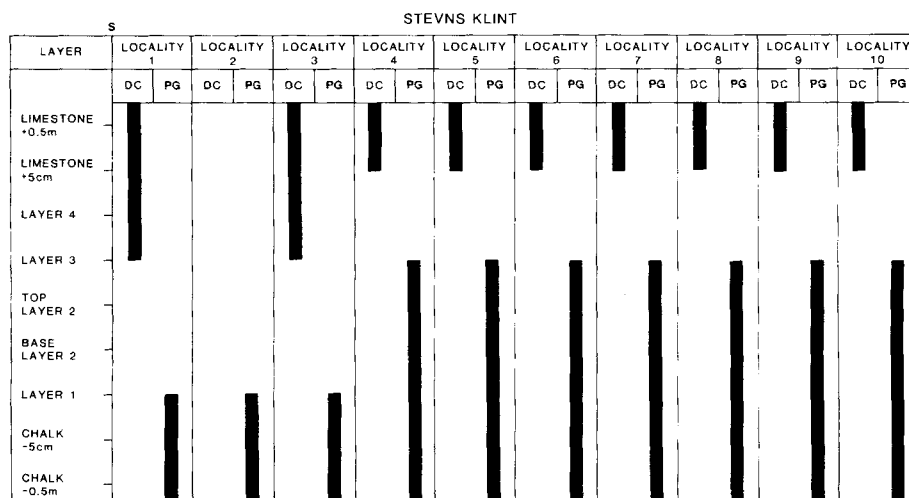 STEVNS KLINT
S
LAYER LOCALITY LOCALITY LOCALITY LOCALITY LOCALITY LOCALITY LOCALITY LOCALITY LOCALITY LOCALITY
1 2 3 4 5 6 7 8 9 10
DC PG DC PG DC PG DC PG DC PG DC PG DC PG DC PG DC PG DC PG
LIMESTONE
+0.5m
LIMESTONE
+5cm
LAYER 4
LAYER 3
TOP
LAYER 2
BASE
LAYER 2
LAYER 1
CHALK
-5cm
CHALK
-0.5m